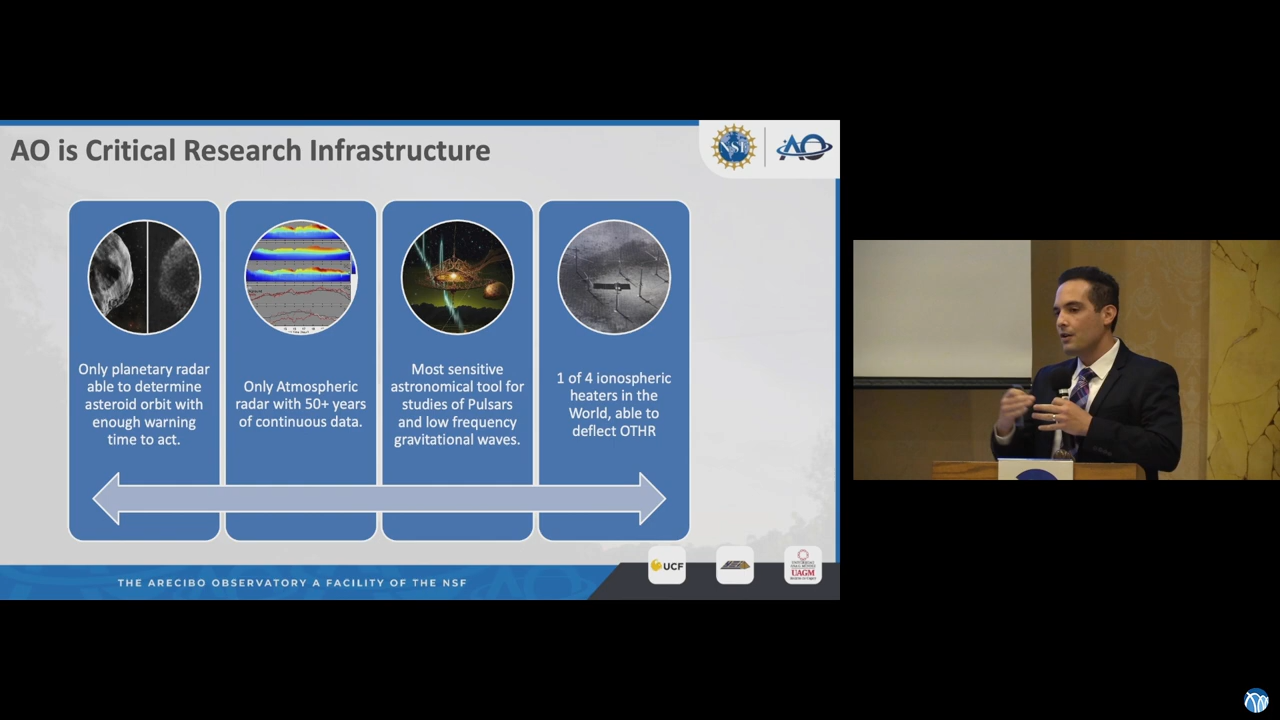 AO is Critical Research Infrastructure
NSF
AO
Only planetary radar
able to determine
asteroid orbit with
enough warning
time to act.
Only Atmospheric
radar with 50+ years
of continuous data.
Most sensitive
astronomical tool for
studies of Pulsars
and low frequency
gravitational waves.
1 of 4 ionospheric
heaters in the
World, able to
deflect OTHR
THE ARECIBO OBSERVATORY A FACILITY OF THE NSF
UCF
UAGM